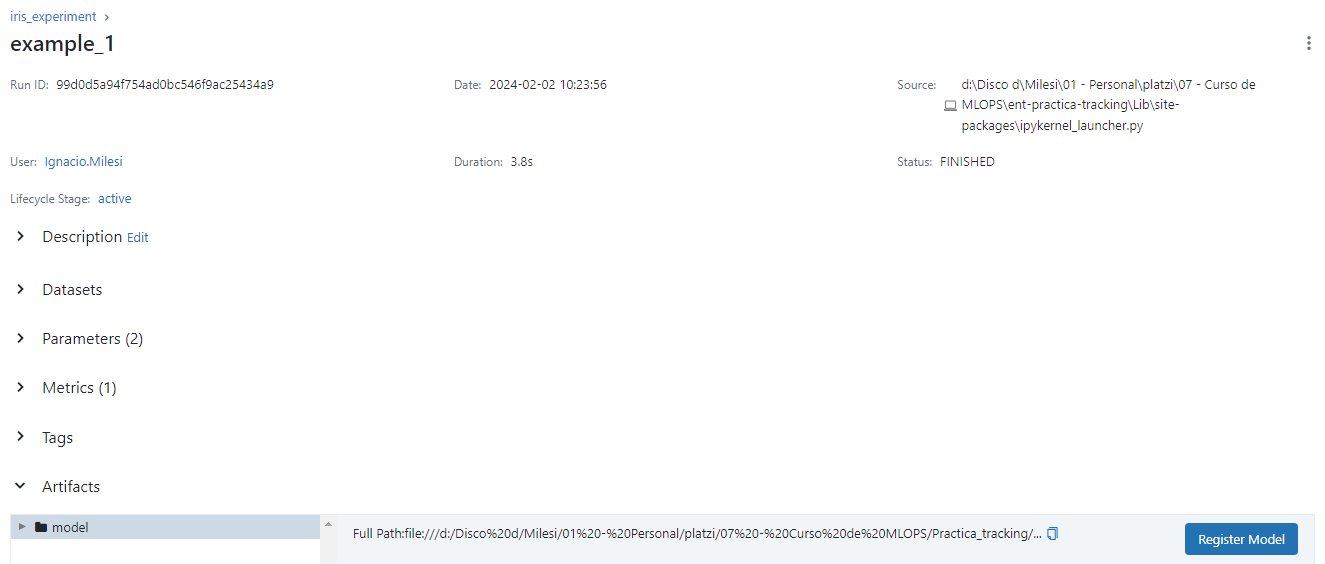 iris_experiment ›
example_1
Run ID: 99d0d5a94f754ad0bc546f9ac25434a9
Date: 2024-02-02 10:23:56
Source: d:\Disco d\Milesi\01 - Personal\platzi\07 - Curso de
MLOPS\ent-practica-tracking\Lib\site-
packages\ipykernel_launcher.py
User: Ignacio.Milesi
Duration: 3.8s
Status: FINISHED
Lifecycle Stage: active
Description Edit
Datasets
Parameters (2)
Metrics (1)
Tags
Artifacts
model
Full Path:file:///d:/Disco%20d/Milesi/01%20-%20Personal/platzi/07%20-%20Curso%20de%20MLOPS/Practica_tracking/...
Register Model